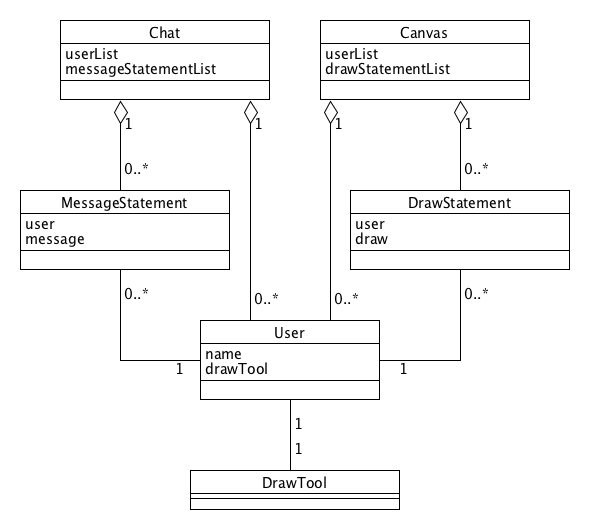 Chat
userList
messageStatementList
Canvas
userList
drawStatementList
1
1
1
1
0..*
0..*
MessageStatement
user
message
DrawStatement
user
draw
0..*
0..*
0..*
0..*
User
name
drawTool
1
1
1
1
DrawTool